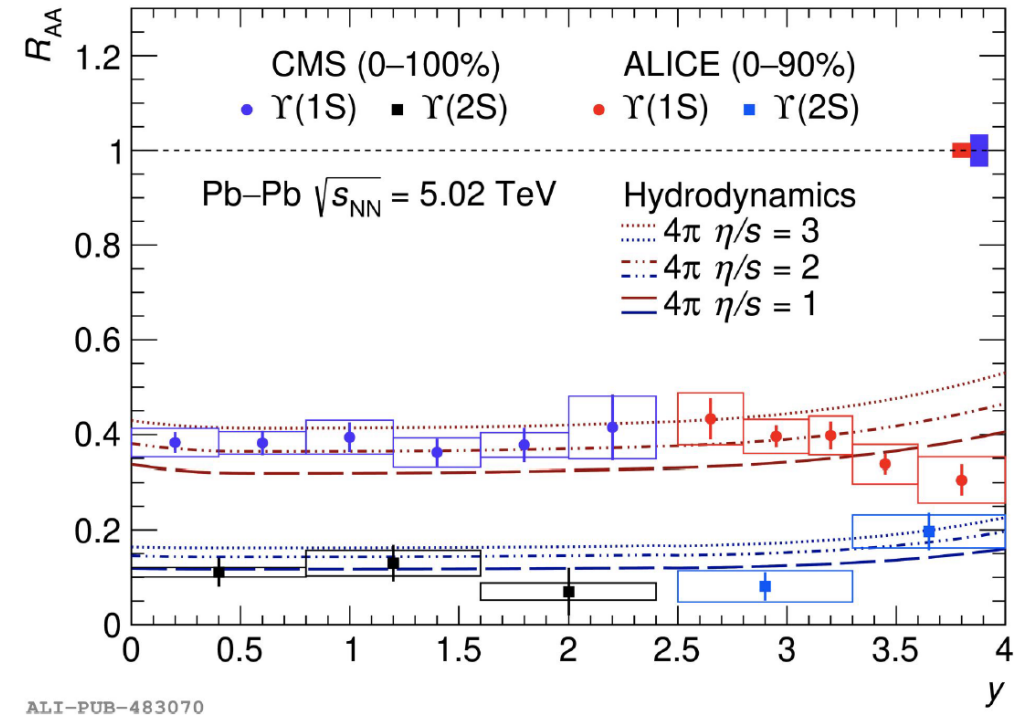 R_AA
1.2
1
0.8
0.6
0.4
0.2
0
CMS (0–100%)
ϒ(1S) ϒ(2S)
ALICE (0–90%)
ϒ(1S) ϒ(2S)
Pb–Pb √s_NN = 5.02 TeV
Hydrodynamics
4π η/s = 3
4π η/s = 2
4π η/s = 1
0 0.5 1 1.5 2 2.5 3 3.5 4
y
ALI-PUB-483070